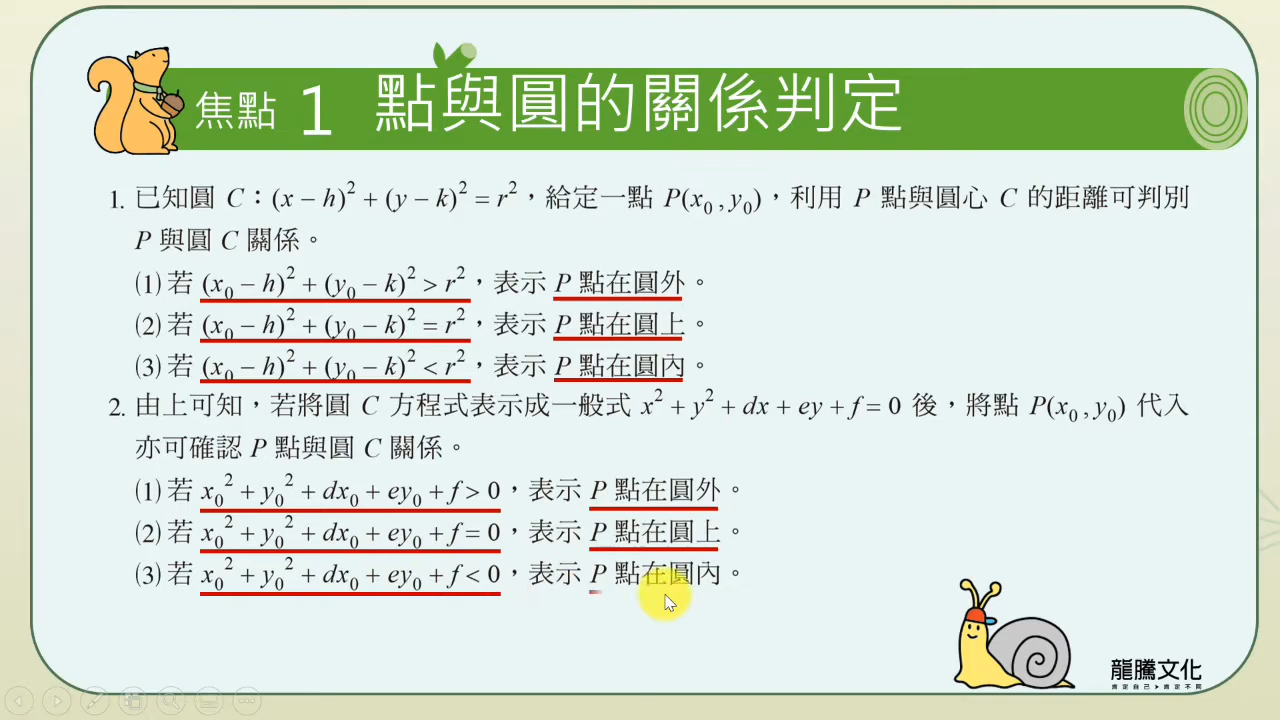 焦點 1 點與圓的關係判定
1. 已知圓 C：(x − h)² + (y − k)² = r²，給定一點 P(x₀ , y₀)，利用 P 點與圓心 C 的距離可判別
P 與圓 C 關係。
(1) 若 (x₀ − h)² + (y₀ − k)² > r²，表示 P 點在圓外。
(2) 若 (x₀ − h)² + (y₀ − k)² = r²，表示 P 點在圓上。
(3) 若 (x₀ − h)² + (y₀ − k)² < r²，表示 P 點在圓內。
2. 由上可知，若將圓 C 方程式表示成一般式 x² + y² + dx + ey + f = 0 後，將點 P(x₀ , y₀) 代入
亦可確認 P 點與圓 C 關係。
(1) 若 x₀² + y₀² + dx₀ + ey₀ + f > 0，表示 P 點在圓外。
(2) 若 x₀² + y₀² + dx₀ + ey₀ + f = 0，表示 P 點在圓上。
(3) 若 x₀² + y₀² + dx₀ + ey₀ + f < 0，表示 P 點在圓內。
龍騰文化
肯定自己▸肯定不同